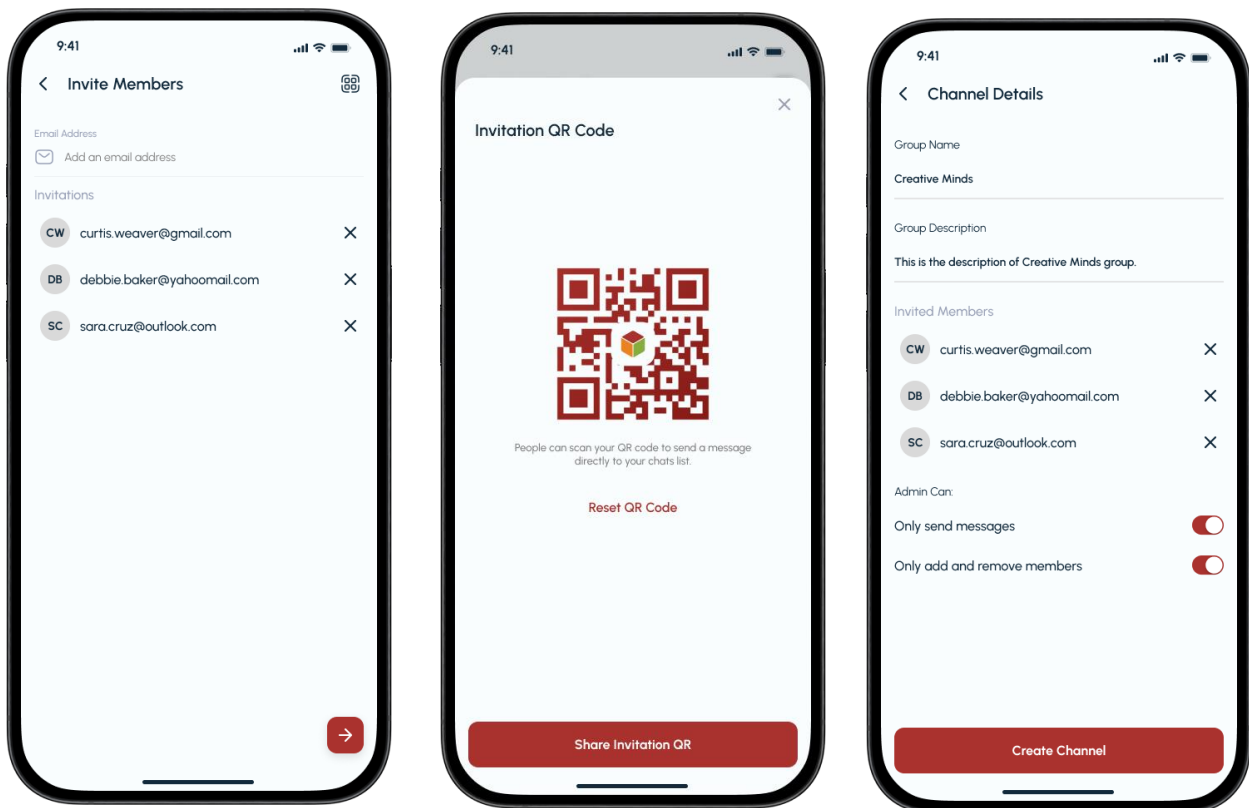 9:41
Invite Members
Email Address
Add an email address
Invitations
CW curtis.weaver@gmail.com
DB debbie.baker@yahoomail.com
SC sara.cruz@outlook.com
9:41
Invitation QR Code
People can scan your QR code to send a message
directly to your chats list.
Reset QR Code
Share Invitation QR
9:41
Channel Details
Group Name
Creative Minds
Group Description
This is the description of Creative Minds group.
Invited Members
CW curtis.weaver@gmail.com
DB debbie.baker@yahoomail.com
SC sara.cruz@outlook.com
Admin Can:
Only send messages
Only add and remove members
Create Channel